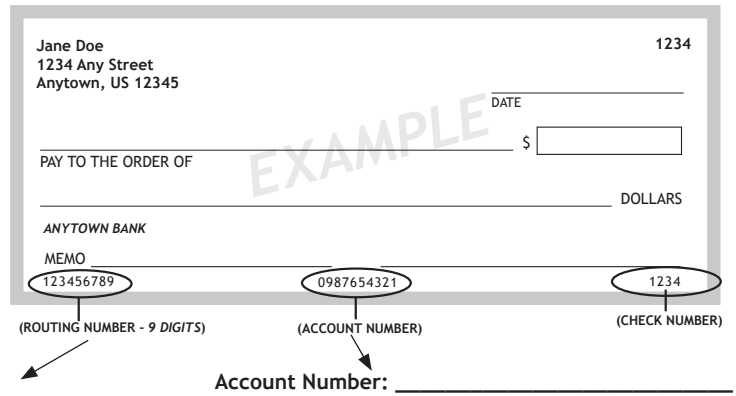 Jane Doe 1234
1234 Any Street
Anytown, US 12345
DATE
EXAMPLE
$
PAY TO THE ORDER OF
DOLLARS
ANYTOWN BANK
MEMO
123456789 0987654321 1234
(ROUTING NUMBER - 9 DIGITS) (ACCOUNT NUMBER) (CHECK NUMBER)
Account Number: